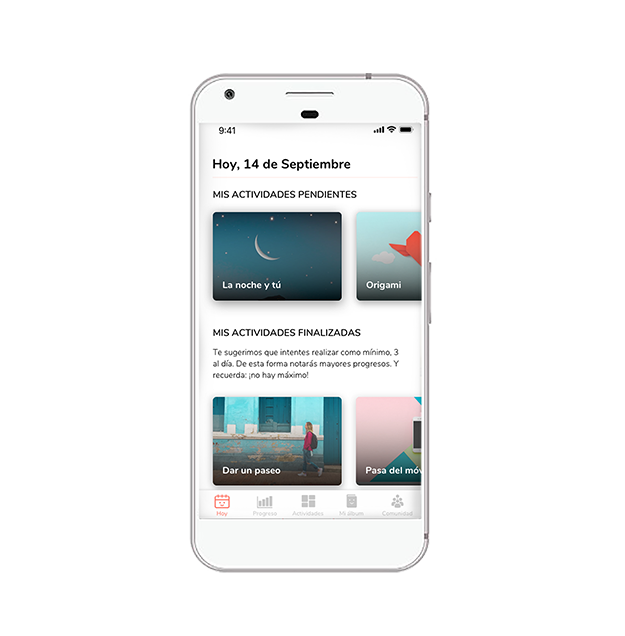 9:41
Hoy, 14 de Septiembre
MIS ACTIVIDADES PENDIENTES
La noche y tú
Origami
MIS ACTIVIDADES FINALIZADAS
Te sugerimos que intentes realizar como mínimo, 3
al día. De esta forma notarás mayores progresos. Y
recuerda: ¡no hay máximo!
Dar un paseo
Pasa del móv
Hoy
Progreso
Actividades
Mi álbum
Comunidad